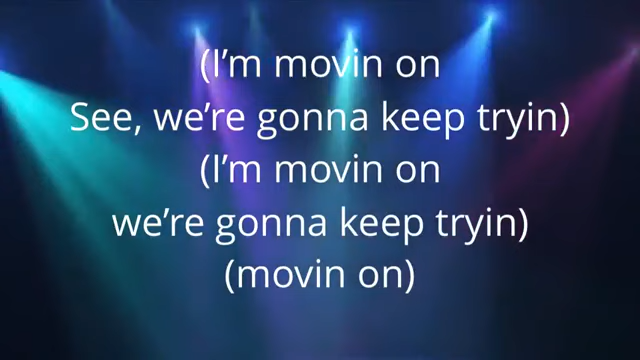 (I’m movin on
See, we’re gonna keep tryin)
(I’m movin on
we’re gonna keep tryin)
(movin on)